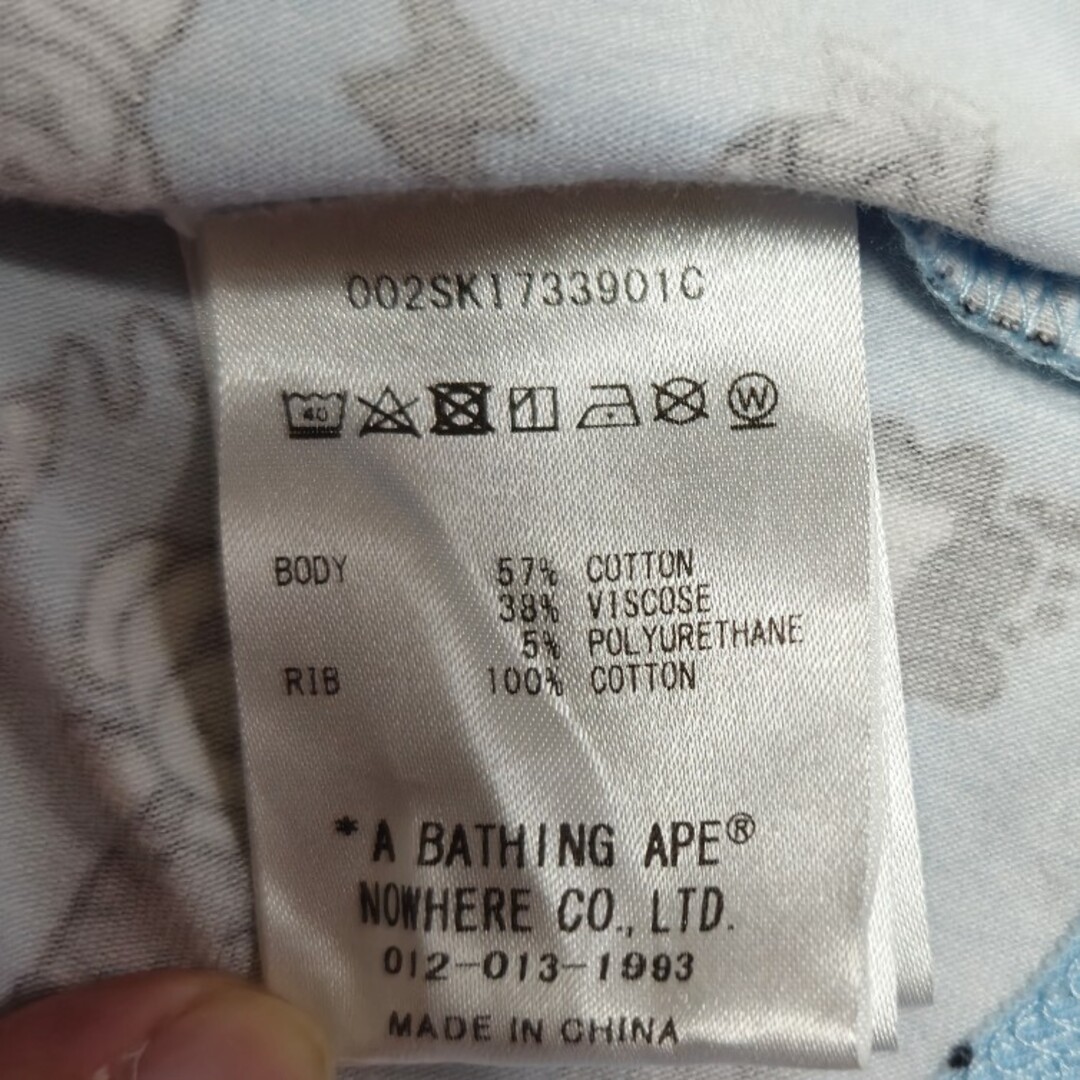 002SK1733901C
40 W
BODY 57% COTTON
38% VISCOSE
5% POLYURETHANE
RIB 100% COTTON
*A BATHING APE®
NOWHERE CO., LTD.
012-013-1993
MADE IN CHINA